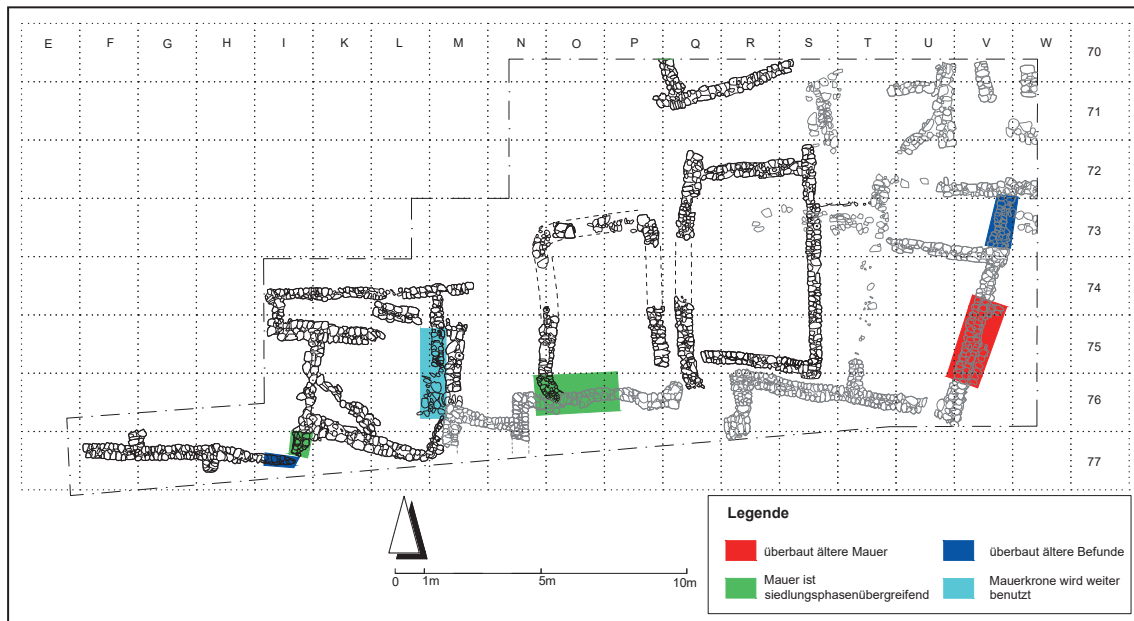 E F G H I K L M N O P Q R S T U V W
70
71
72
73
74
75
76
77
0 1m 5m 10m
Legende
überbaut ältere Mauer
überbaut ältere Befunde
Mauer ist
siedlungsphasenübergreifend
Mauerkrone wird weiter
benutzt